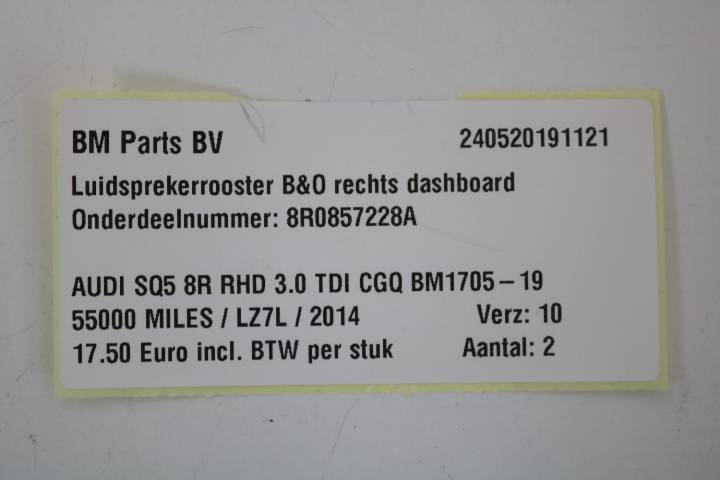 BM Parts BV 240520191121
Luidsprekerrooster B&O rechts dashboard
Onderdeelnummer: 8R0857228A
AUDI SQ5 8R RHD 3.0 TDI CGQ BM1705-19
55000 MILES / LZ7L / 2014 Verz: 10
17.50 Euro incl. BTW per stuk Aantal: 2